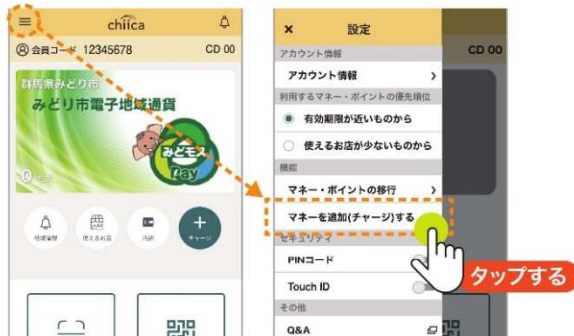 chiica
会員コード 12345678
CD 00
群馬県みどり市
みどり市電子地域通貨
みどモス
Pay
0
地域情報
使えるお店
内訳
チャージ
× 設定
CD 00
アカウント情報
アカウント情報
利用するマネー・ポイントの優先順位
有効期限が近いものから
使えるお店が少ないものから
機能
マネー・ポイントの移行
マネーを追加(チャージ)する
セキュリティ
PINコード
Touch ID
その他
Q&A
タップする